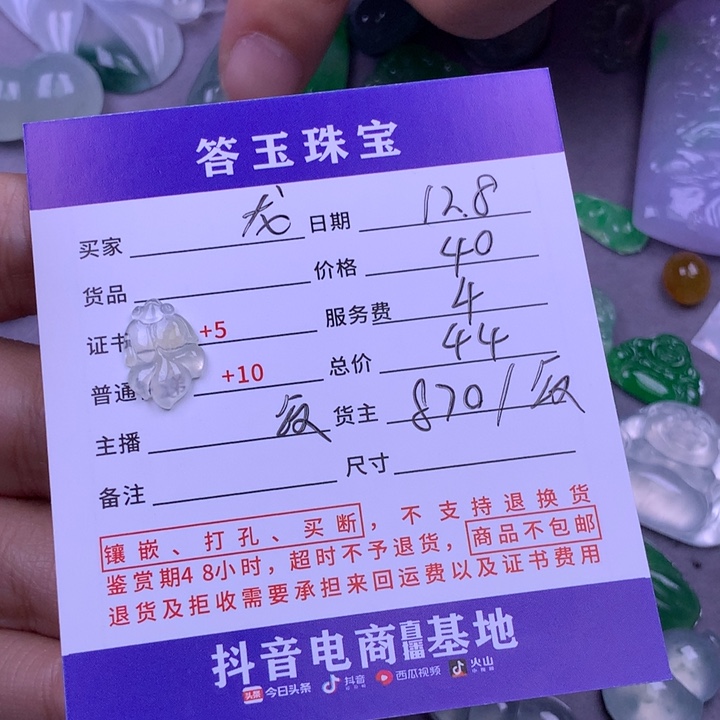 答玉珠宝
买家 龙 日期 12.8
货品 价格 40
证书 +5 服务费 4
普通 +10 总价 44
主播 段 货主 870/段
备注 尺寸
镶嵌、打孔、买断，不支持退换货
鉴赏期48小时，超时不予退货，商品不包邮
退货及拒收需要承担来回运费以及证书费用
抖音电商直播基地
头条 今日头条 抖音 西瓜视频 火山